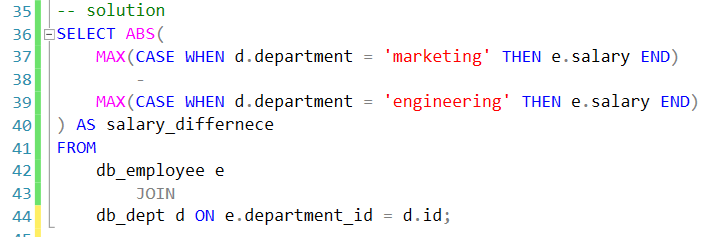 35 -- solution
36 SELECT ABS(
37 MAX(CASE WHEN d.department = 'marketing' THEN e.salary END)
38 -
39 MAX(CASE WHEN d.department = 'engineering' THEN e.salary END)
40 ) AS salary_differnece
41 FROM
42 db_employee e
43 JOIN
44 db_dept d ON e.department_id = d.id;